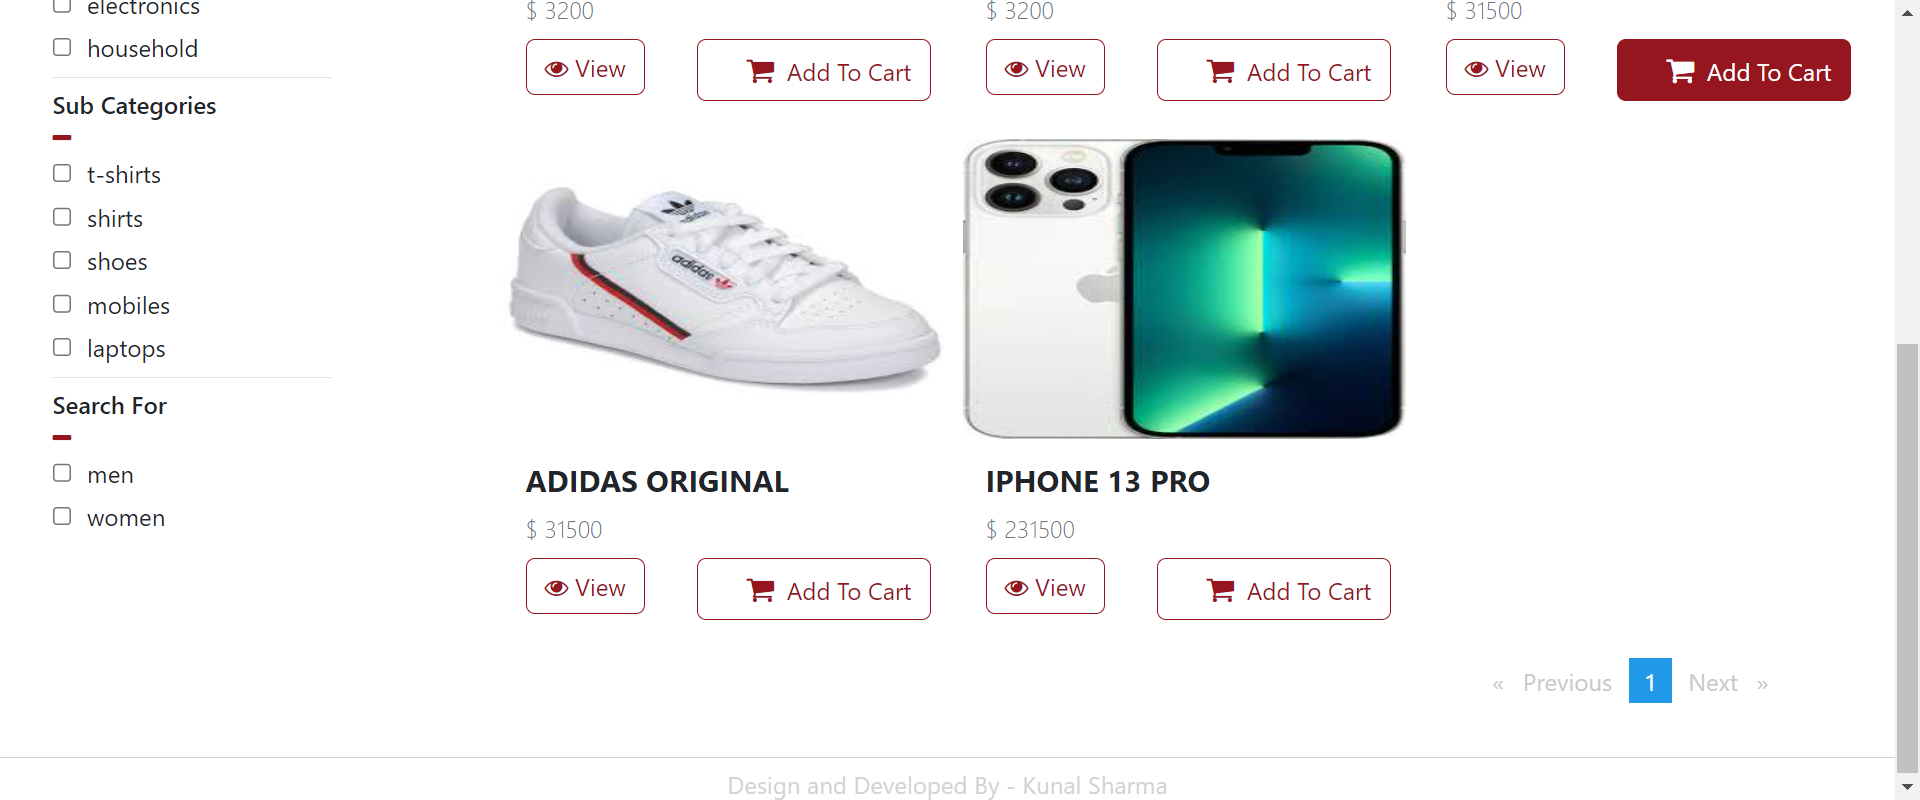 electronics
household
Sub Categories
t-shirts
shirts
shoes
mobiles
laptops
Search For
men
women
$ 3200
$ 3200
$ 31500
View
Add To Cart
View
Add To Cart
View
Add To Cart
adidas
adidas
ADIDAS ORIGINAL
IPHONE 13 PRO
$ 31500
$ 231500
View
Add To Cart
View
Add To Cart
« Previous 1 Next »
Design and Developed By - Kunal Sharma